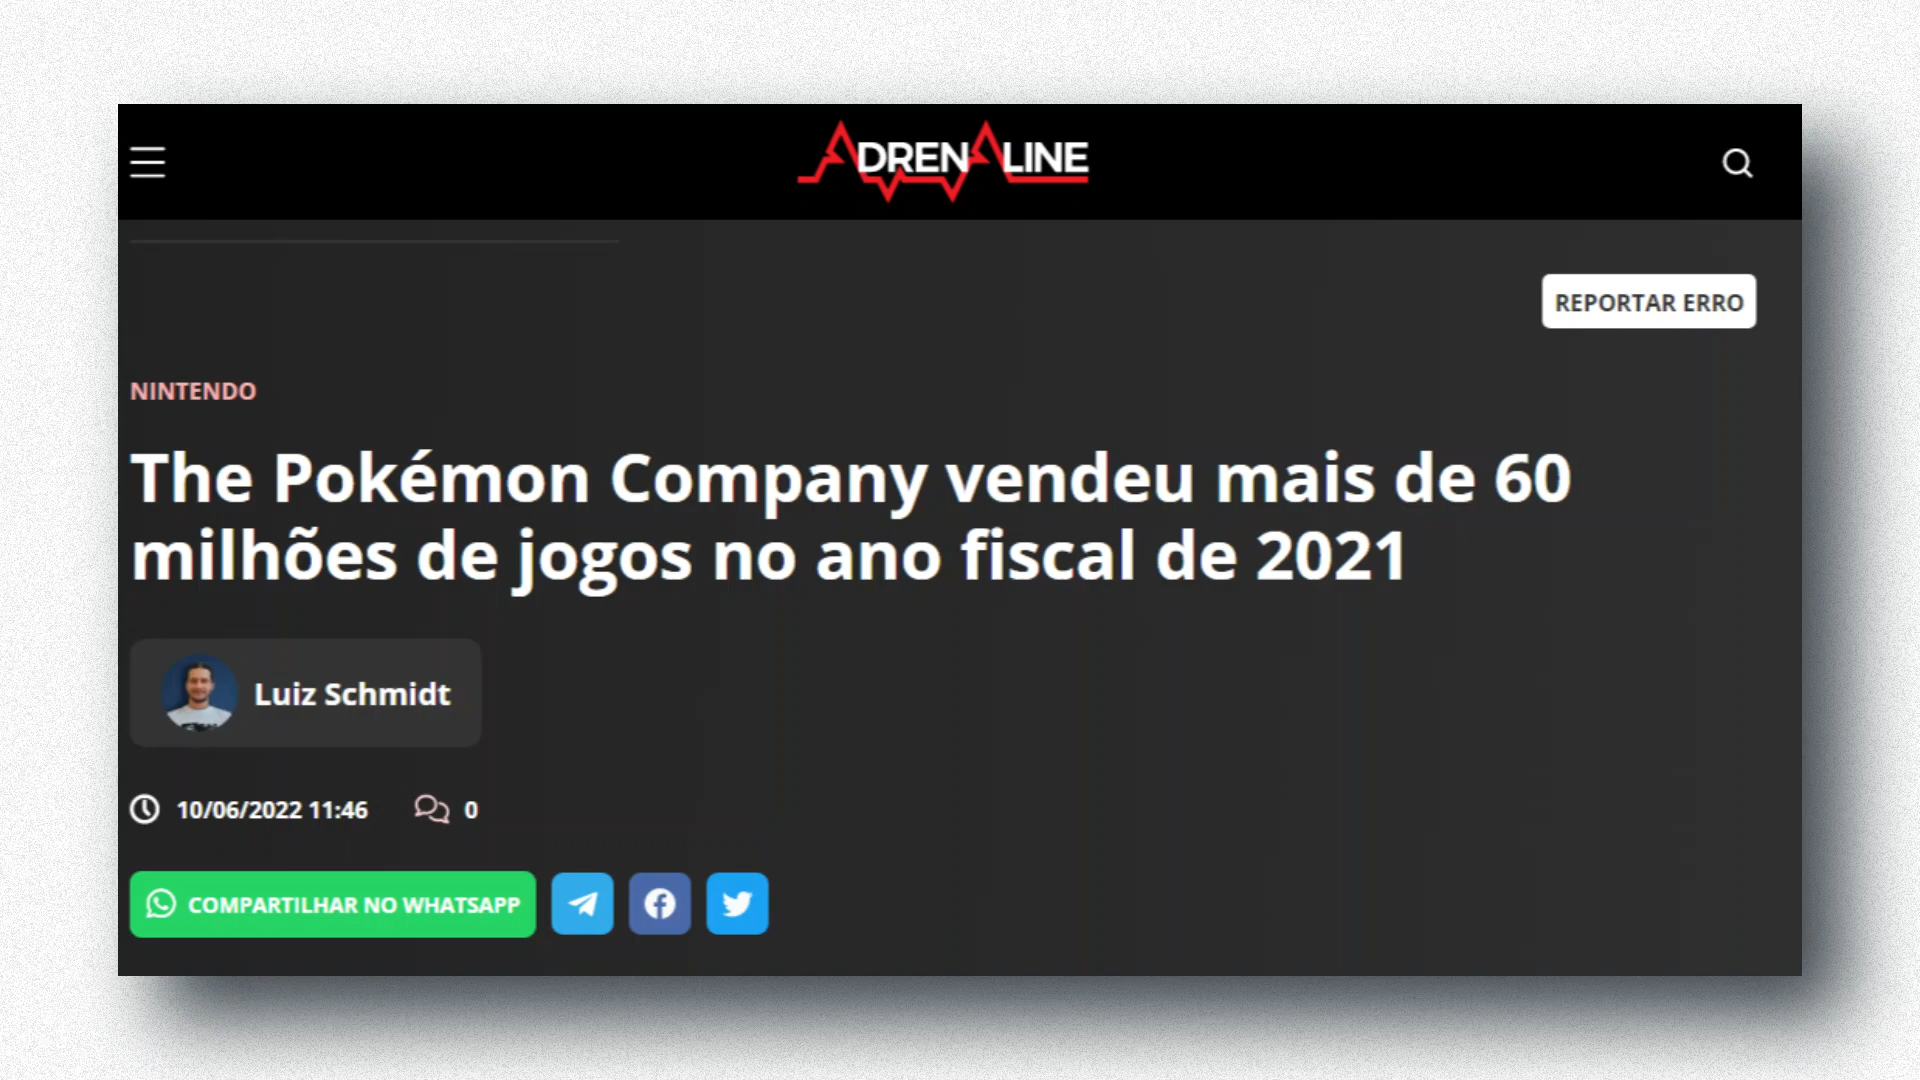 ADRENALINE
REPORTAR ERRO
NINTENDO
The Pokémon Company vendeu mais de 60
milhões de jogos no ano fiscal de 2021
Luiz Schmidt
10/06/2022 11:46 0
COMPARTILHAR NO WHATSAPP